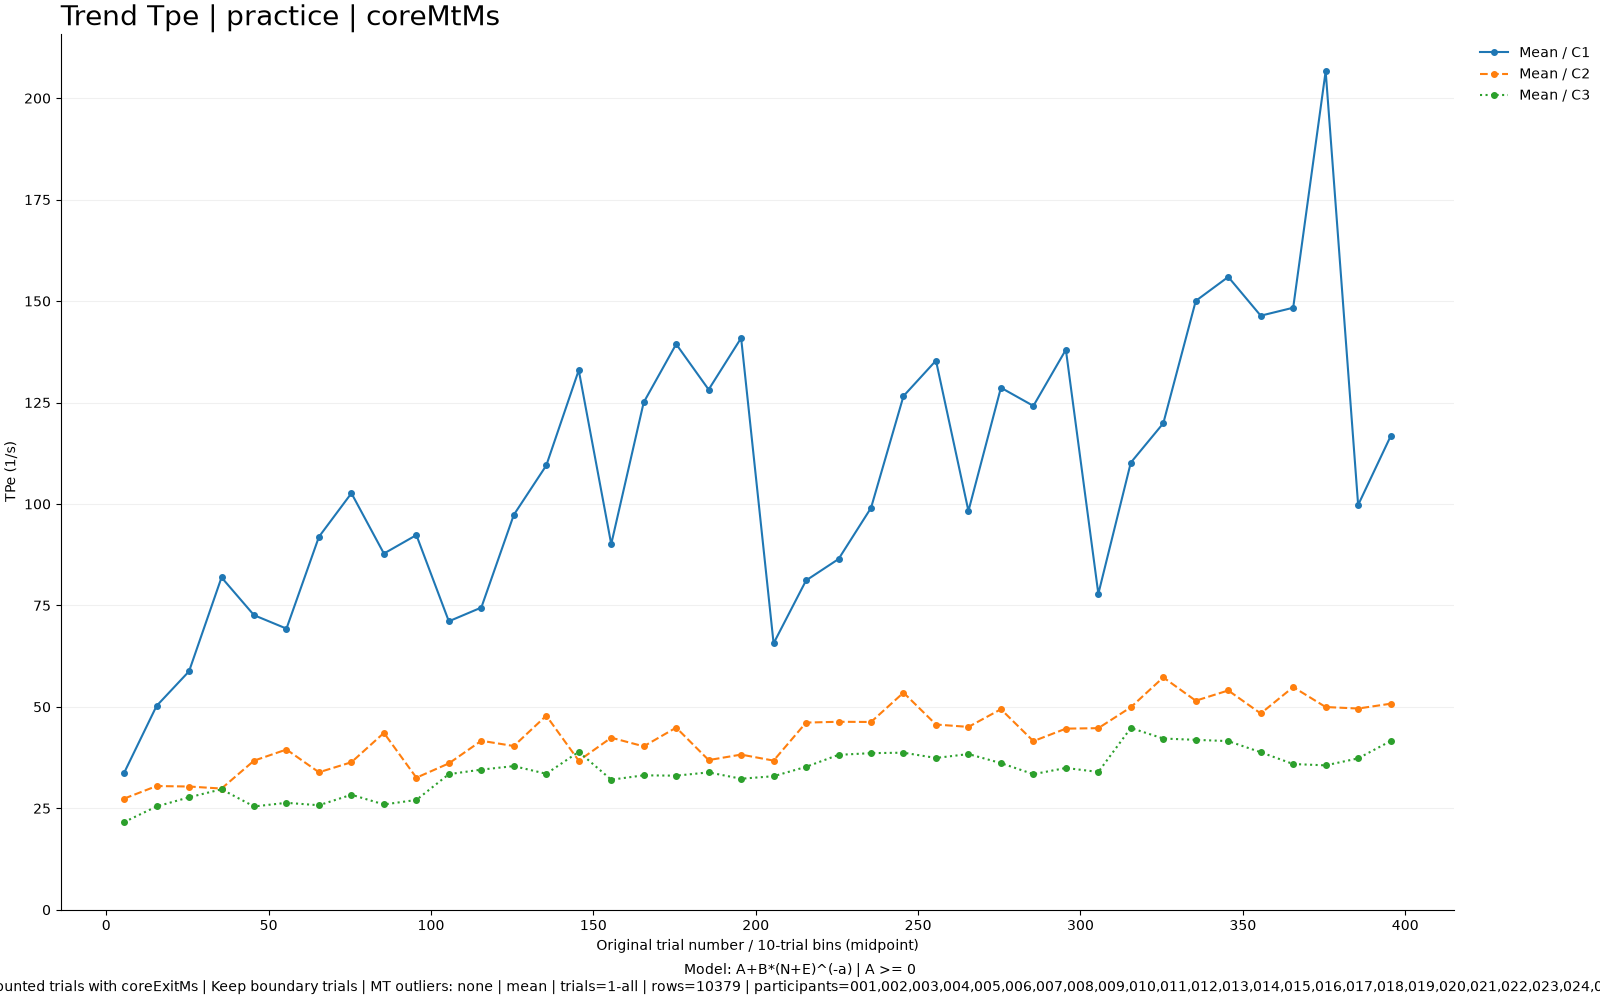 Trend Tpe | practice | coreMtMs
Mean / C1
Mean / C2
Mean / C3
200
175
150
125
100
75
50
25
0
TPe (1/s)
0 50 100 150 200 250 300 350 400
Original trial number / 10-trial bins (midpoint)
Model: A+B*(N+E)^(-a) | A >= 0
ounted trials with coreExitMs | Keep boundary trials | MT outliers: none | mean | trials=1-all | rows=10379 | participants=001,002,003,004,005,006,007,008,009,010,011,012,013,014,015,016,017,018,019,020,021,022,023,024,0